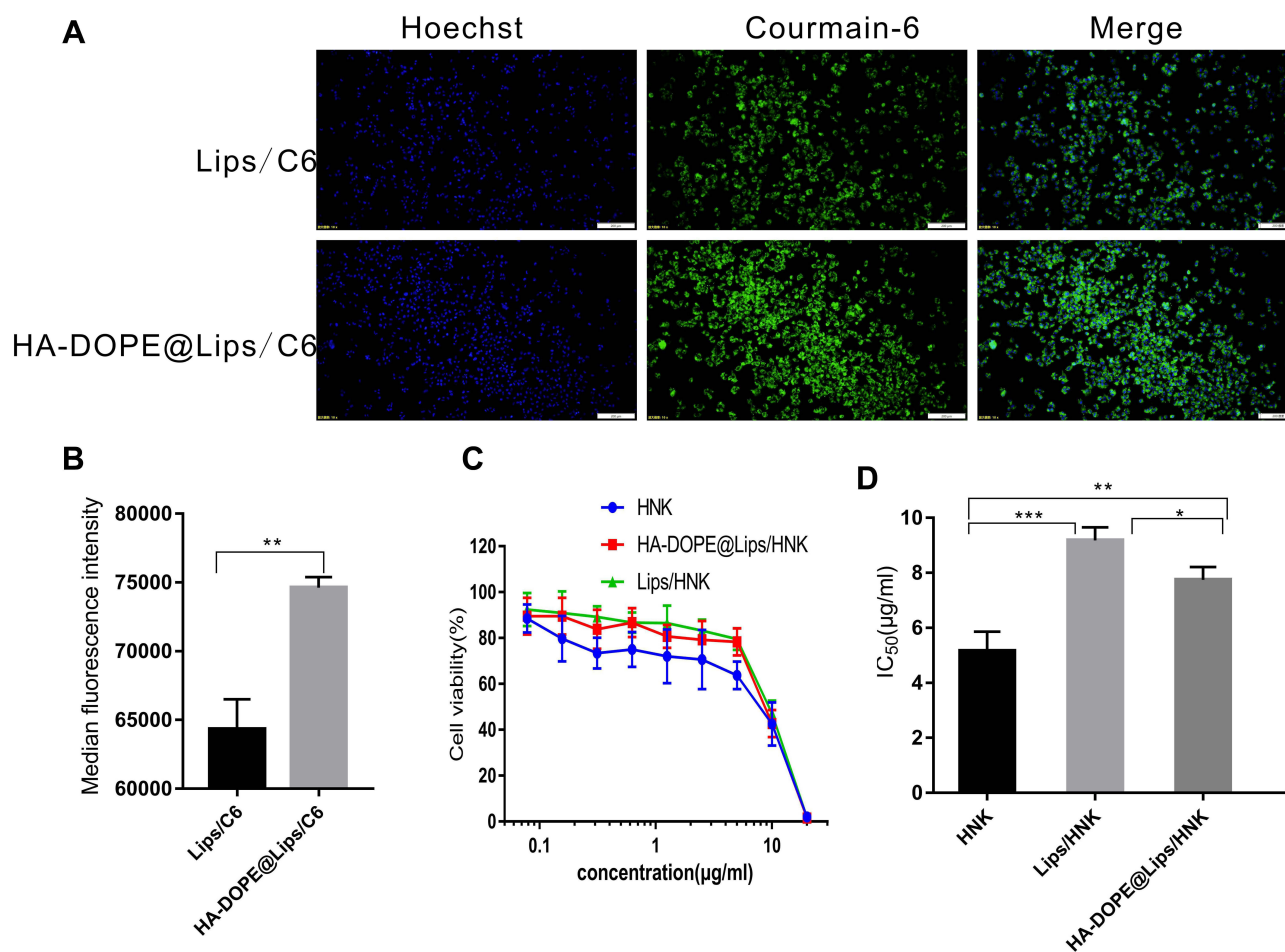 A
Hoechst
Courmain-6
Merge
Lips/C6
HA-DOPE@Lips/C6
B
Median fluorescence intensity
80000
75000
70000
65000
60000
**
Lips/C6
HA-DOPE@Lips/C6
C
HNK
HA-DOPE@Lips/HNK
Lips/HNK
Cell viability(%)
120
100
80
60
40
20
0
0.1
1
10
concentration(μg/ml)
D
**
***
*
IC50(μg/ml)
10
8
6
4
2
0
HNK
Lips/HNK
HA-DOPE@Lips/HNK